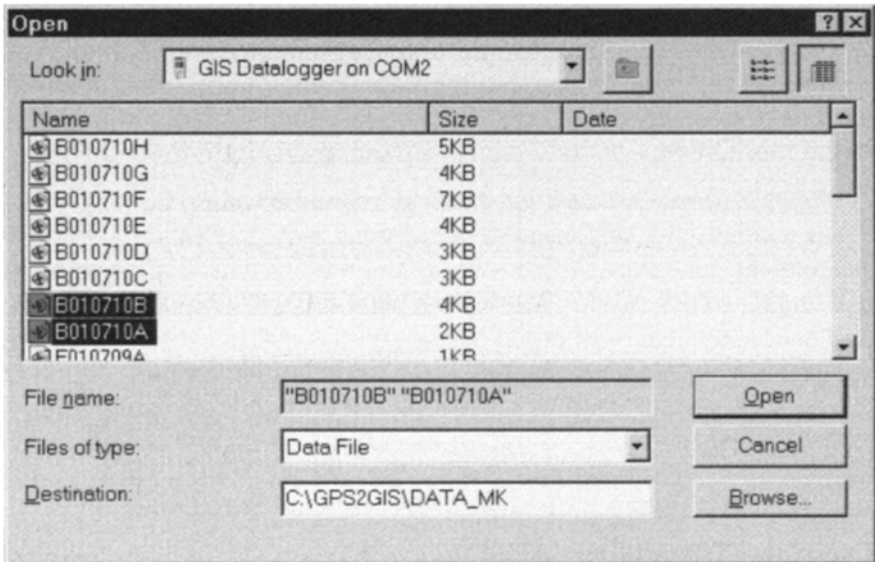 Open
Look in: GIS Datalogger on COM2
Name Size Date
B010710H 5KB
B010710G 4KB
B010710F 7KB
B010710E 4KB
B010710D 3KB
B010710C 3KB
B010710B 4KB
B010710A 2KB
F010709A 1KB
File name: "B010710B" "B010710A" Open
Files of type: Data File Cancel
Destination: C:\GPS2GIS\DATA_MK Browse...